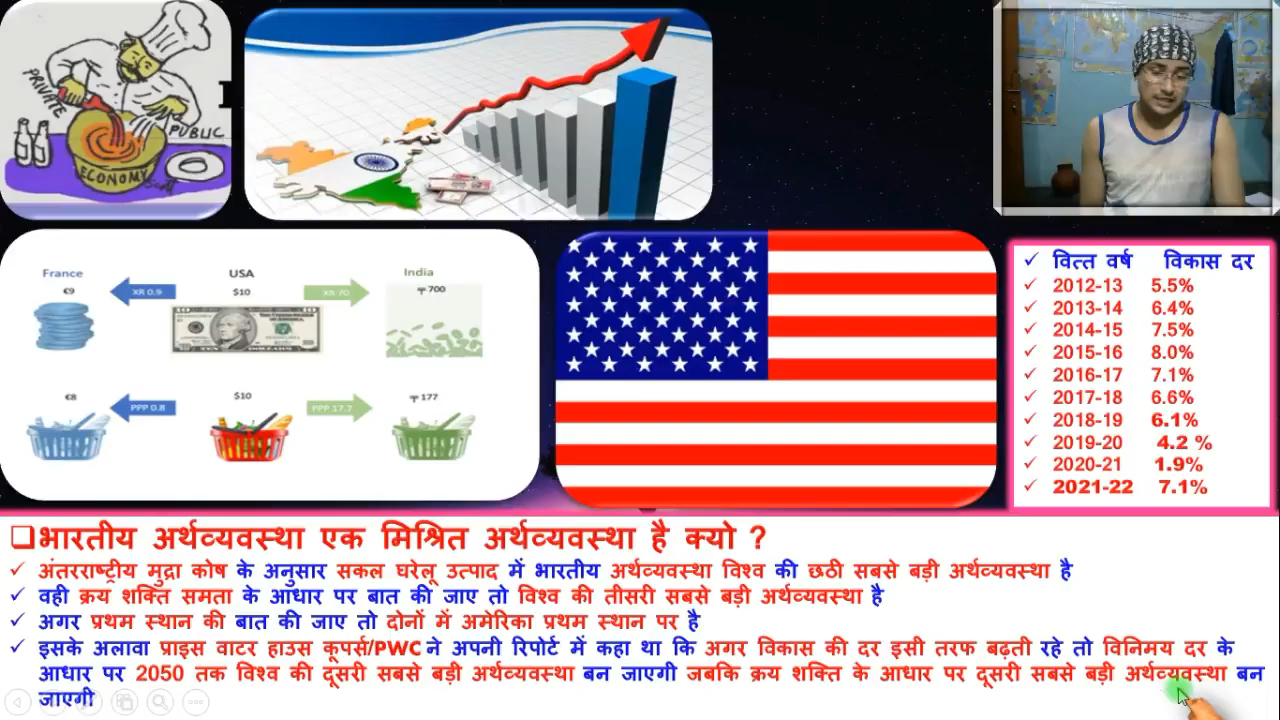 PRIVATE
PUBLIC
ECONOMY
France
USA
India
€9
XR 0.9
$10
XR 70
₹700
€8
PPP 0.8
$10
PPP 17.7
₹177
वित्त वर्ष विकास दर
2012-13 5.5%
2013-14 6.4%
2014-15 7.5%
2015-16 8.0%
2016-17 7.1%
2017-18 6.6%
2018-19 6.1%
2019-20 4.2 %
2020-21 1.9%
2021-22 7.1%
भारतीय अर्थव्यवस्था एक मिश्रित अर्थव्यवस्था है क्यो ?
अंतरराष्ट्रीय मुद्रा कोष के अनुसार सकल घरेलू उत्पाद में भारतीय अर्थव्यवस्था विश्व की छठी सबसे बड़ी अर्थव्यवस्था है
वही क्रय शक्ति समता के आधार पर बात की जाए तो विश्व की तीसरी सबसे बड़ी अर्थव्यवस्था है
अगर प्रथम स्थान की बात की जाए तो दोनों में अमेरिका प्रथम स्थान पर है
इसके अलावा प्राइस वाटर हाउस कूपर्स/PWC ने अपनी रिपोर्ट में कहा था कि अगर विकास की दर इसी तरफ बढ़ती रहे तो विनिमय दर के
आधार पर 2050 तक विश्व की दूसरी सबसे बड़ी अर्थव्यवस्था बन जाएगी जबकि क्रय शक्ति के आधार पर दूसरी सबसे बड़ी अर्थव्यवस्था बन
जाएगी